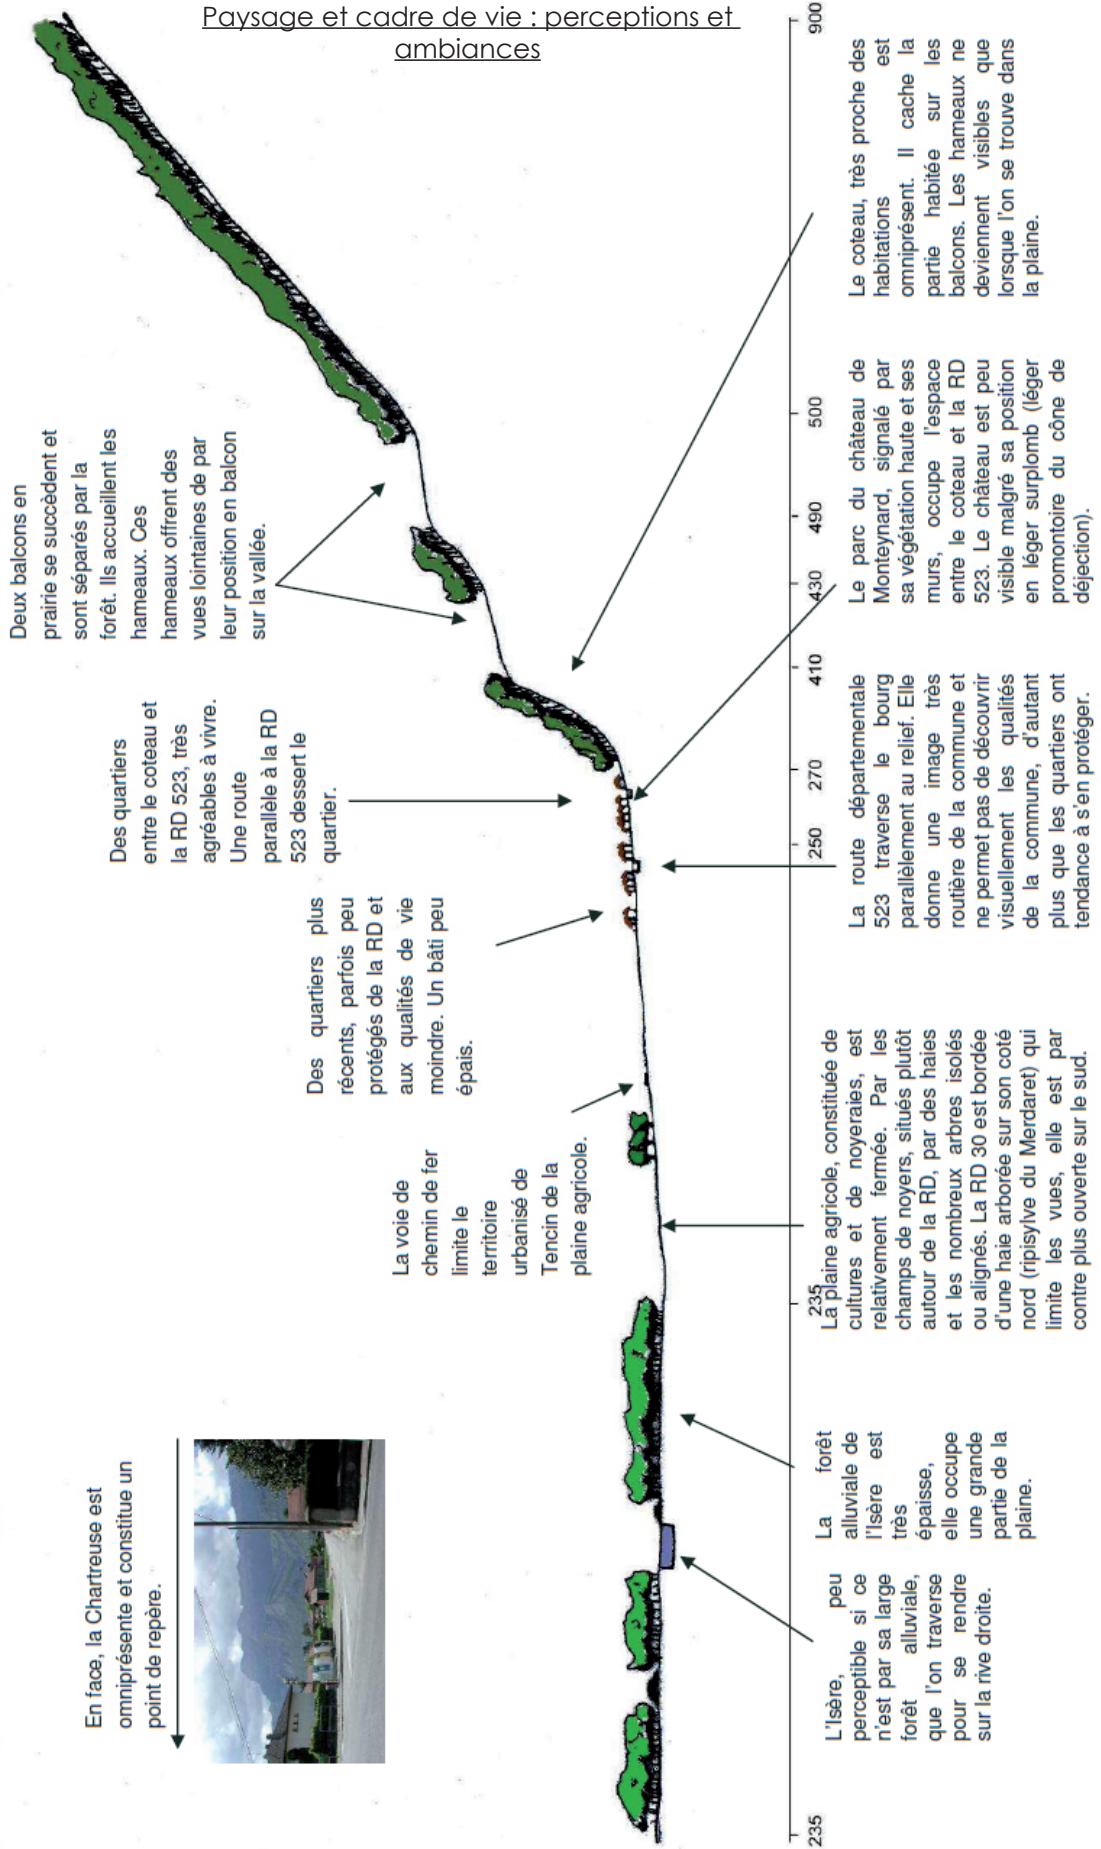 Paysage et cadre de vie : perceptions et
ambiances
En face, la Chartreuse est
omniprésente et constitue un
point de repère.
La voie de
chemin de fer
limite le
territoire
urbanisé de
Tencin de la
plaine agricole.
Des quartiers plus
récents, parfois peu
protégés de la RD et
aux qualités de vie
moindre. Un bâti peu
épais.
Des quartiers
entre le coteau et
la RD 523, très
agréables à vivre.
Une route
parallèle à la RD
523 dessert le
quartier.
Deux balcons en
prairie se succèdent et
sont séparés par la
forêt. Ils accueillent les
hameaux. Ces
hameaux offrent des
vues lointaines de par
leur position en balcon
sur la vallée.
235
235
250
270
410
430
490
500
900
L'Isère, peu
perceptible si ce
n'est par sa large
forêt alluviale,
que l'on traverse
pour se rendre
sur la rive droite.
La forêt
alluviale de
l'Isère est
très
épaisse,
elle occupe
une grande
partie de la
plaine.
La plaine agricole, constituée de
cultures et de noyeraies, est
relativement fermée. Par les
champs de noyers, situés plutôt
autour de la RD, par des haies
et les nombreux arbres isolés
ou alignés. La RD 30 est bordée
d'une haie arborée sur son coté
nord (ripisylve du Merdaret) qui
limite les vues, elle est par
contre plus ouverte sur le sud.
La route départementale
523 traverse le bourg
parallèlement au relief. Elle
donne une image très
routière de la commune et
ne permet pas de découvrir
visuellement les qualités
de la commune, d'autant
plus que les quartiers ont
tendance à s'en protéger.
Le parc du château de
Monteynard, signalé par
sa végétation haute et ses
murs, occupe l'espace
entre le coteau et la RD
523. Le château est peu
visible malgré sa position
en léger surplomb (léger
promontoire du cône de
déjection).
Le coteau, très proche des
habitations est
omniprésent. Il cache la
partie habitée sur les
balcons. Les hameaux ne
deviennent visibles que
lorsque l'on se trouve dans
la plaine.